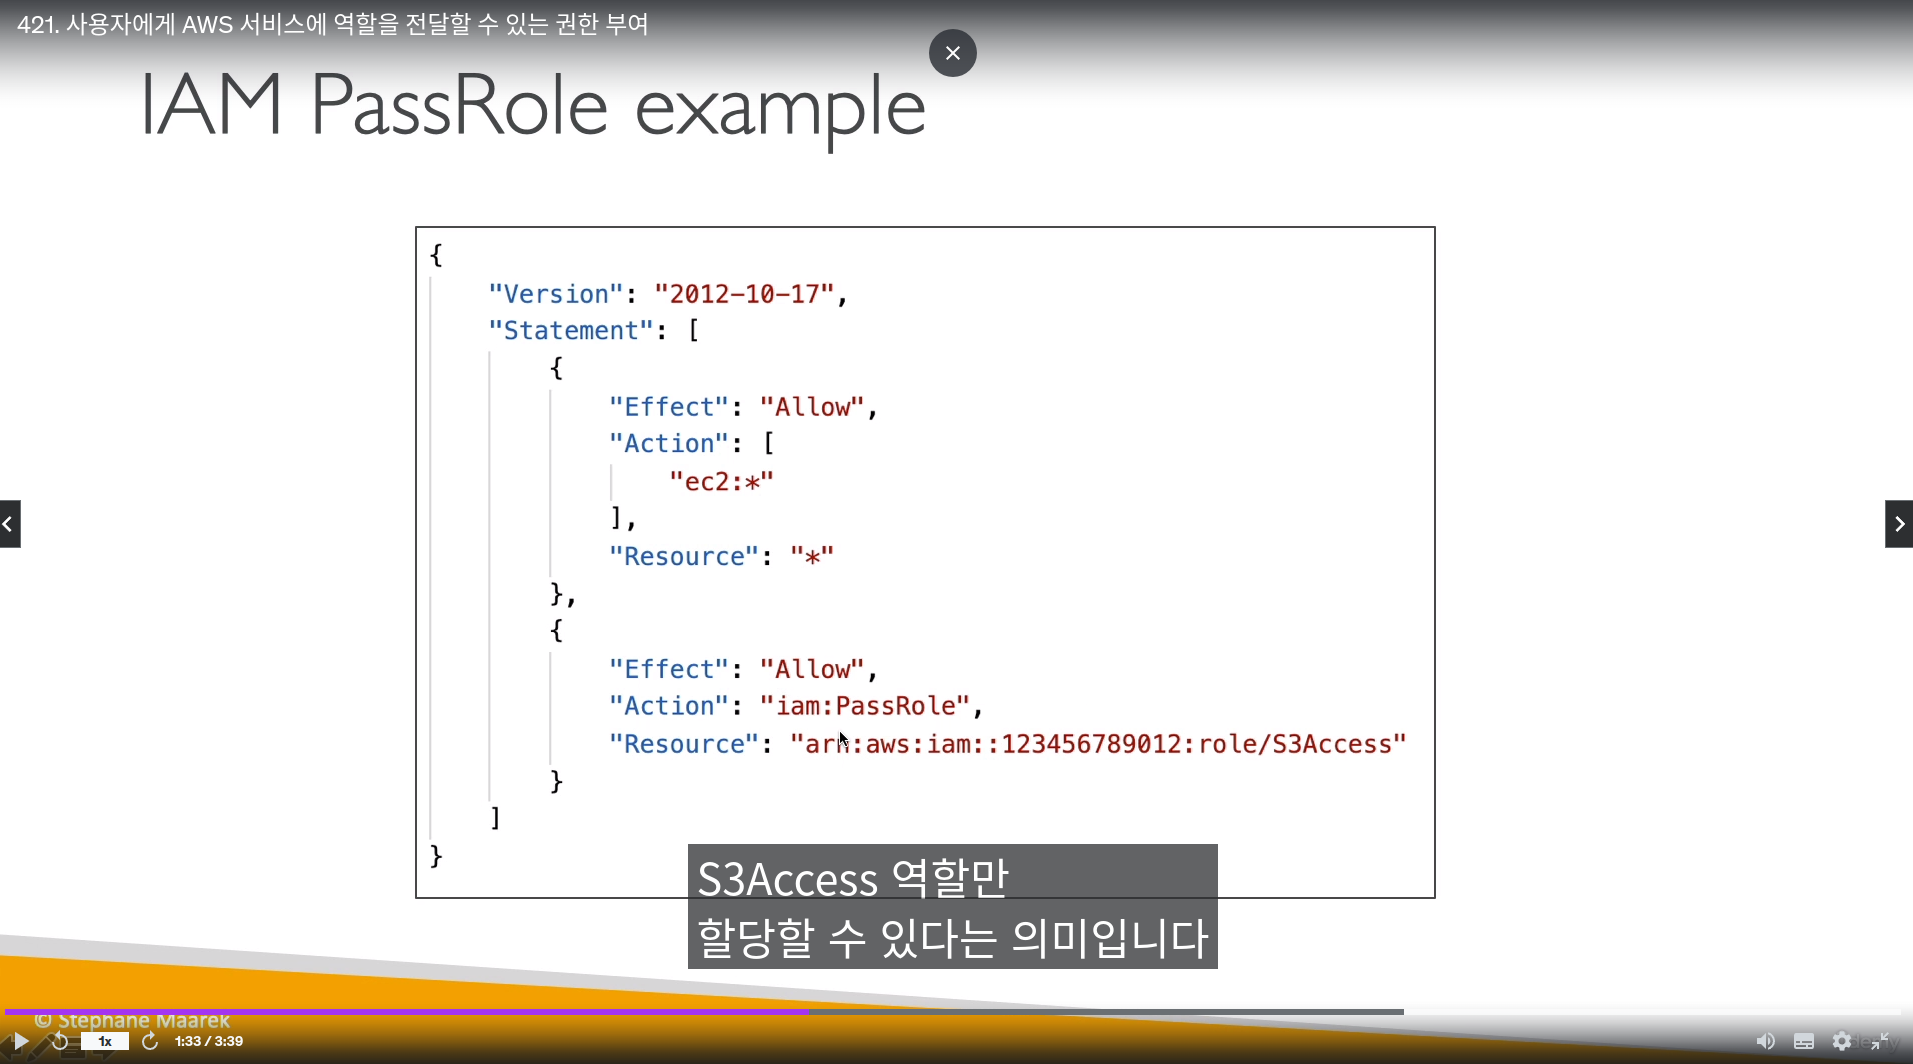 421. 사용자에게 AWS 서비스에 역할을 전달할 수 있는 권한 부여
IAM PassRole example
{
"Version": "2012-10-17",
"Statement": [
{
"Effect": "Allow",
"Action": [
"ec2:*"
],
"Resource": "*"
},
{
"Effect": "Allow",
"Action": "iam:PassRole",
"Resource": "arn:aws:iam::123456789012:role/S3Access"
}
]
}
S3Access 역할만
할당할 수 있다는 의미입니다
© Stephane Maarek
1x
1:33 / 3:39